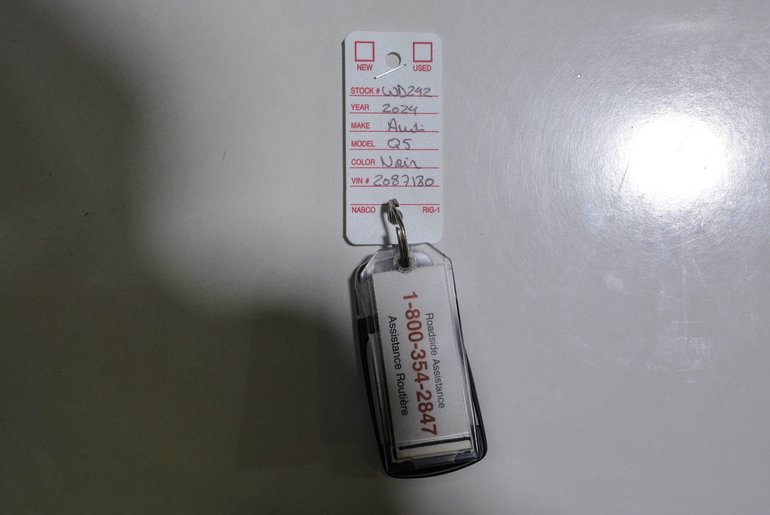 NEW USED
STOCK # WD292
YEAR 2024
MAKE Audi
MODEL Q5
COLOR Noir
VIN # 2087180
NABCO RIG-1
Roadside Assistance
1-800-354-2847
Assistance Routière